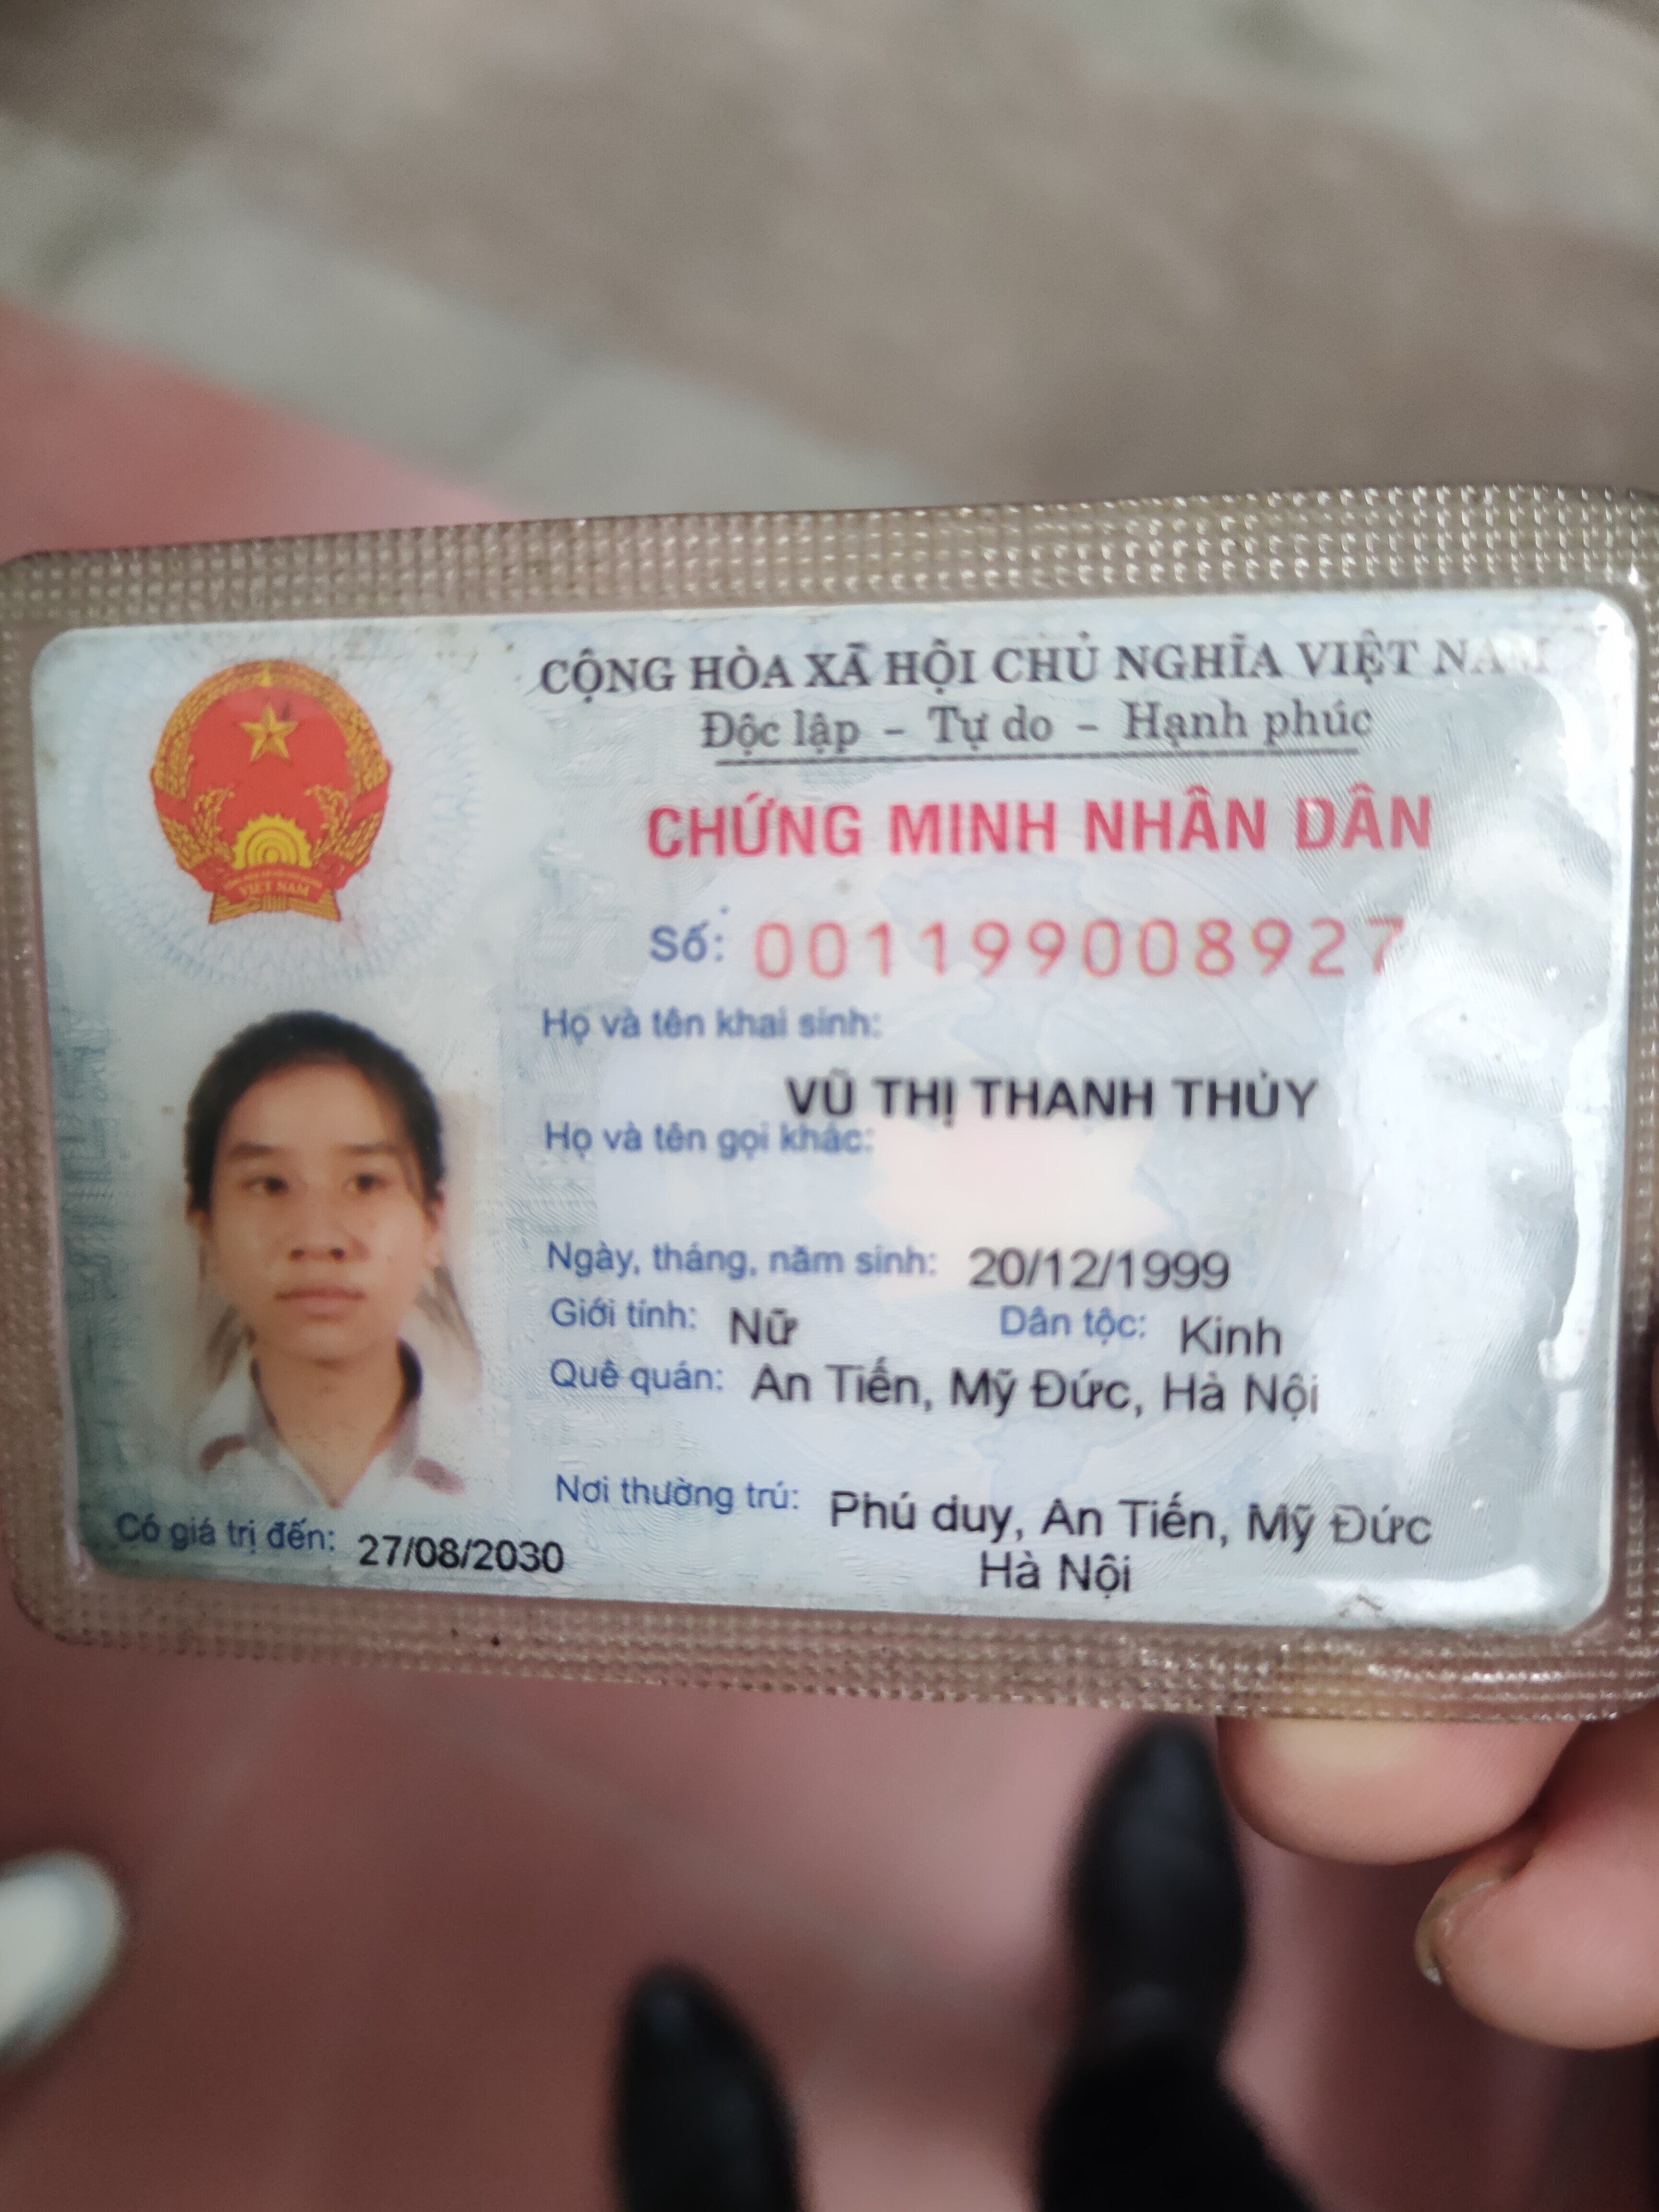 CỘNG HÒA XÃ HỘI CHỦ NGHĨA VIỆT NAM
Độc lập - Tự do - Hạnh phúc
CHỨNG MINH NHÂN DÂN
Số: 001199008927
Họ và tên khai sinh:
VŨ THỊ THANH THỦY
Họ và tên gọi khác:
Ngày, tháng, năm sinh: 20/12/1999
Giới tính: Nữ Dân tộc: Kinh
Quê quán: An Tiến, Mỹ Đức, Hà Nội
Nơi thường trú: Phú duy, An Tiến, Mỹ Đức
Hà Nội
Có giá trị đến: 27/08/2030
VIỆT NAM